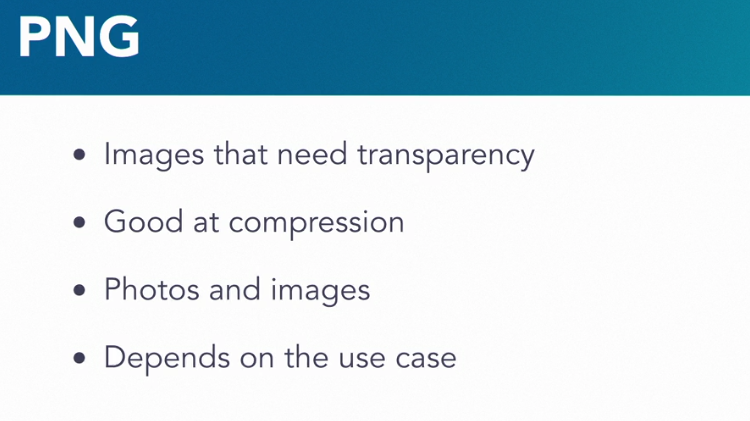 PNG
• Images that need transparency
• Good at compression
• Photos and images
• Depends on the use case